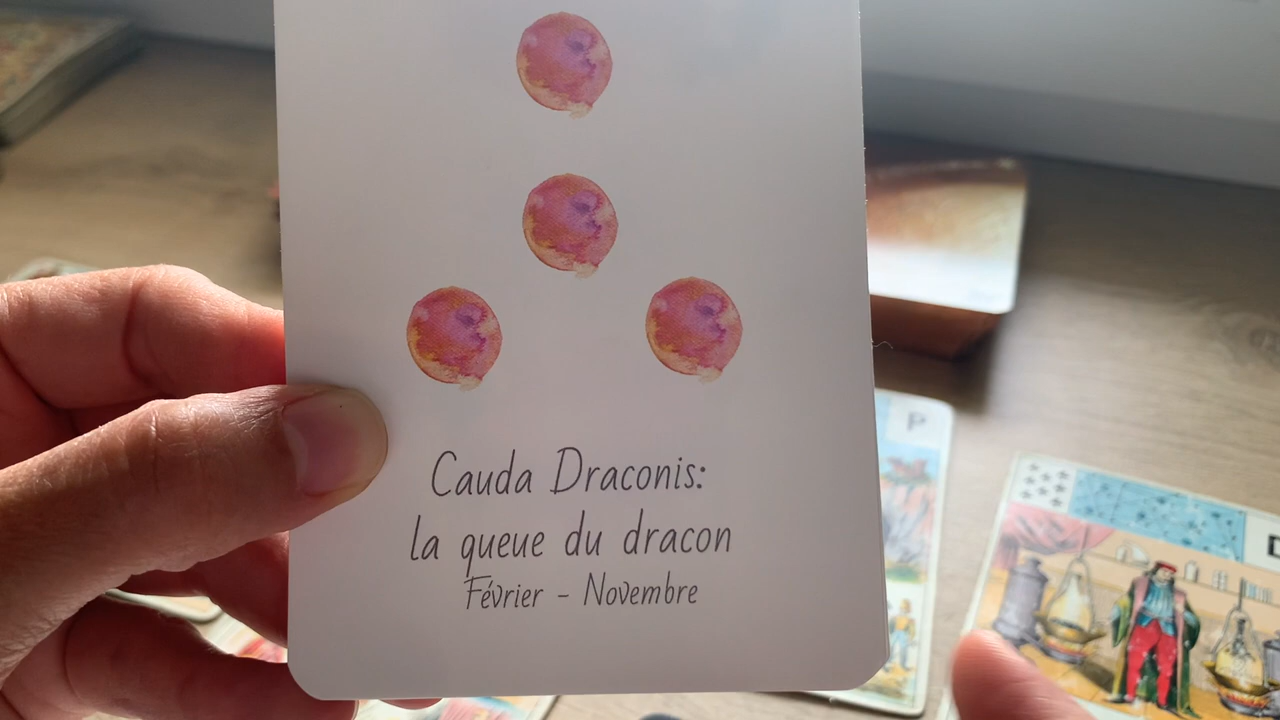 Cauda Draconis:
la queue du dracon
Février - Novembre
P